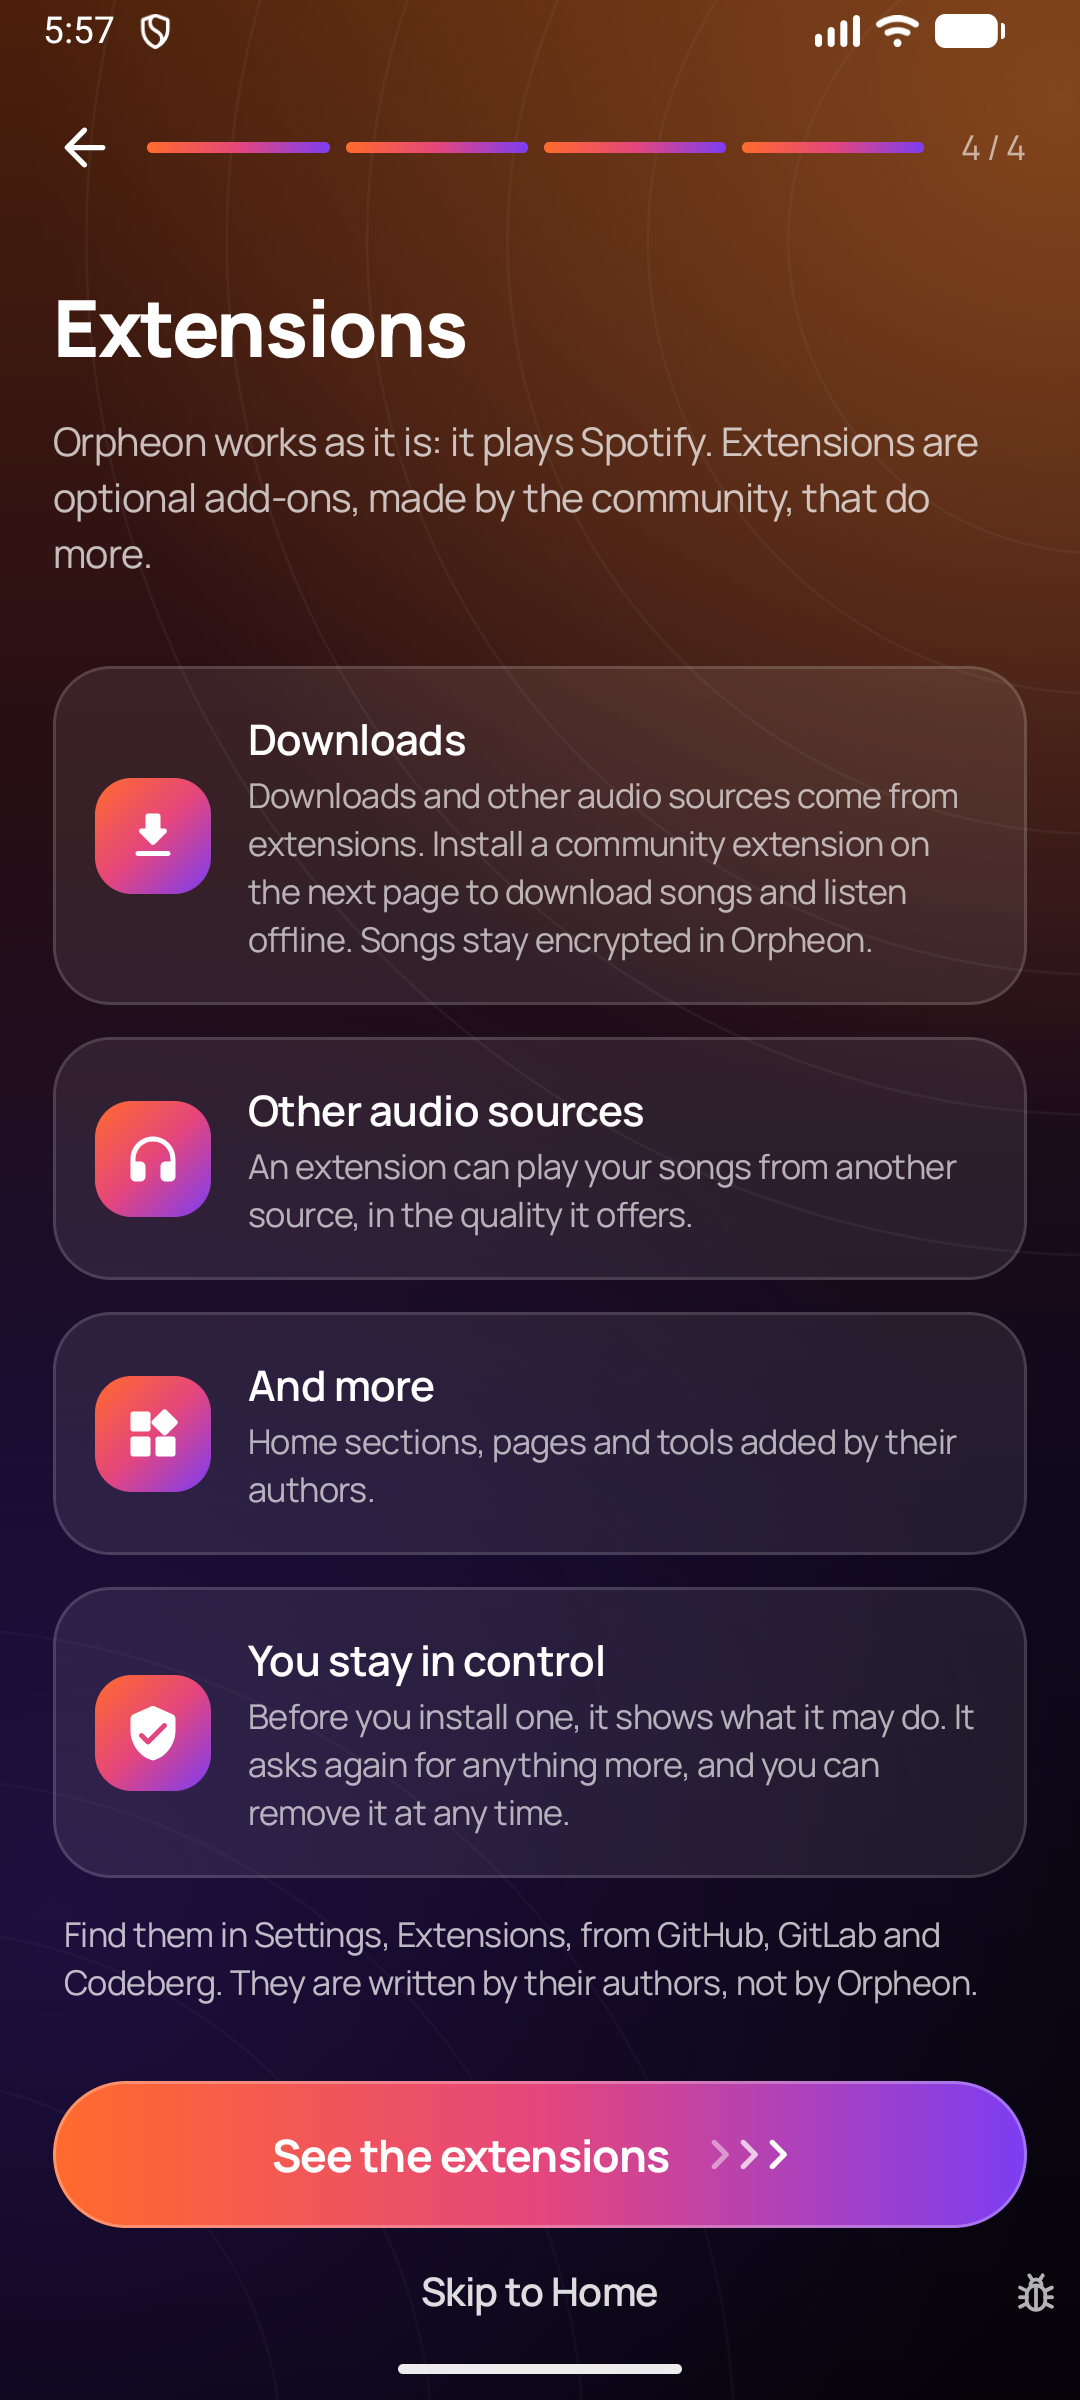 5:57
4 / 4
Extensions
Orpheon works as it is: it plays Spotify. Extensions are
optional add-ons, made by the community, that do
more.
Downloads
Downloads and other audio sources come from
extensions. Install a community extension on
the next page to download songs and listen
offline. Songs stay encrypted in Orpheon.
Other audio sources
An extension can play your songs from another
source, in the quality it offers.
And more
Home sections, pages and tools added by their
authors.
You stay in control
Before you install one, it shows what it may do. It
asks again for anything more, and you can
remove it at any time.
Find them in Settings, Extensions, from GitHub, GitLab and
Codeberg. They are written by their authors, not by Orpheon.
See the extensions
Skip to Home